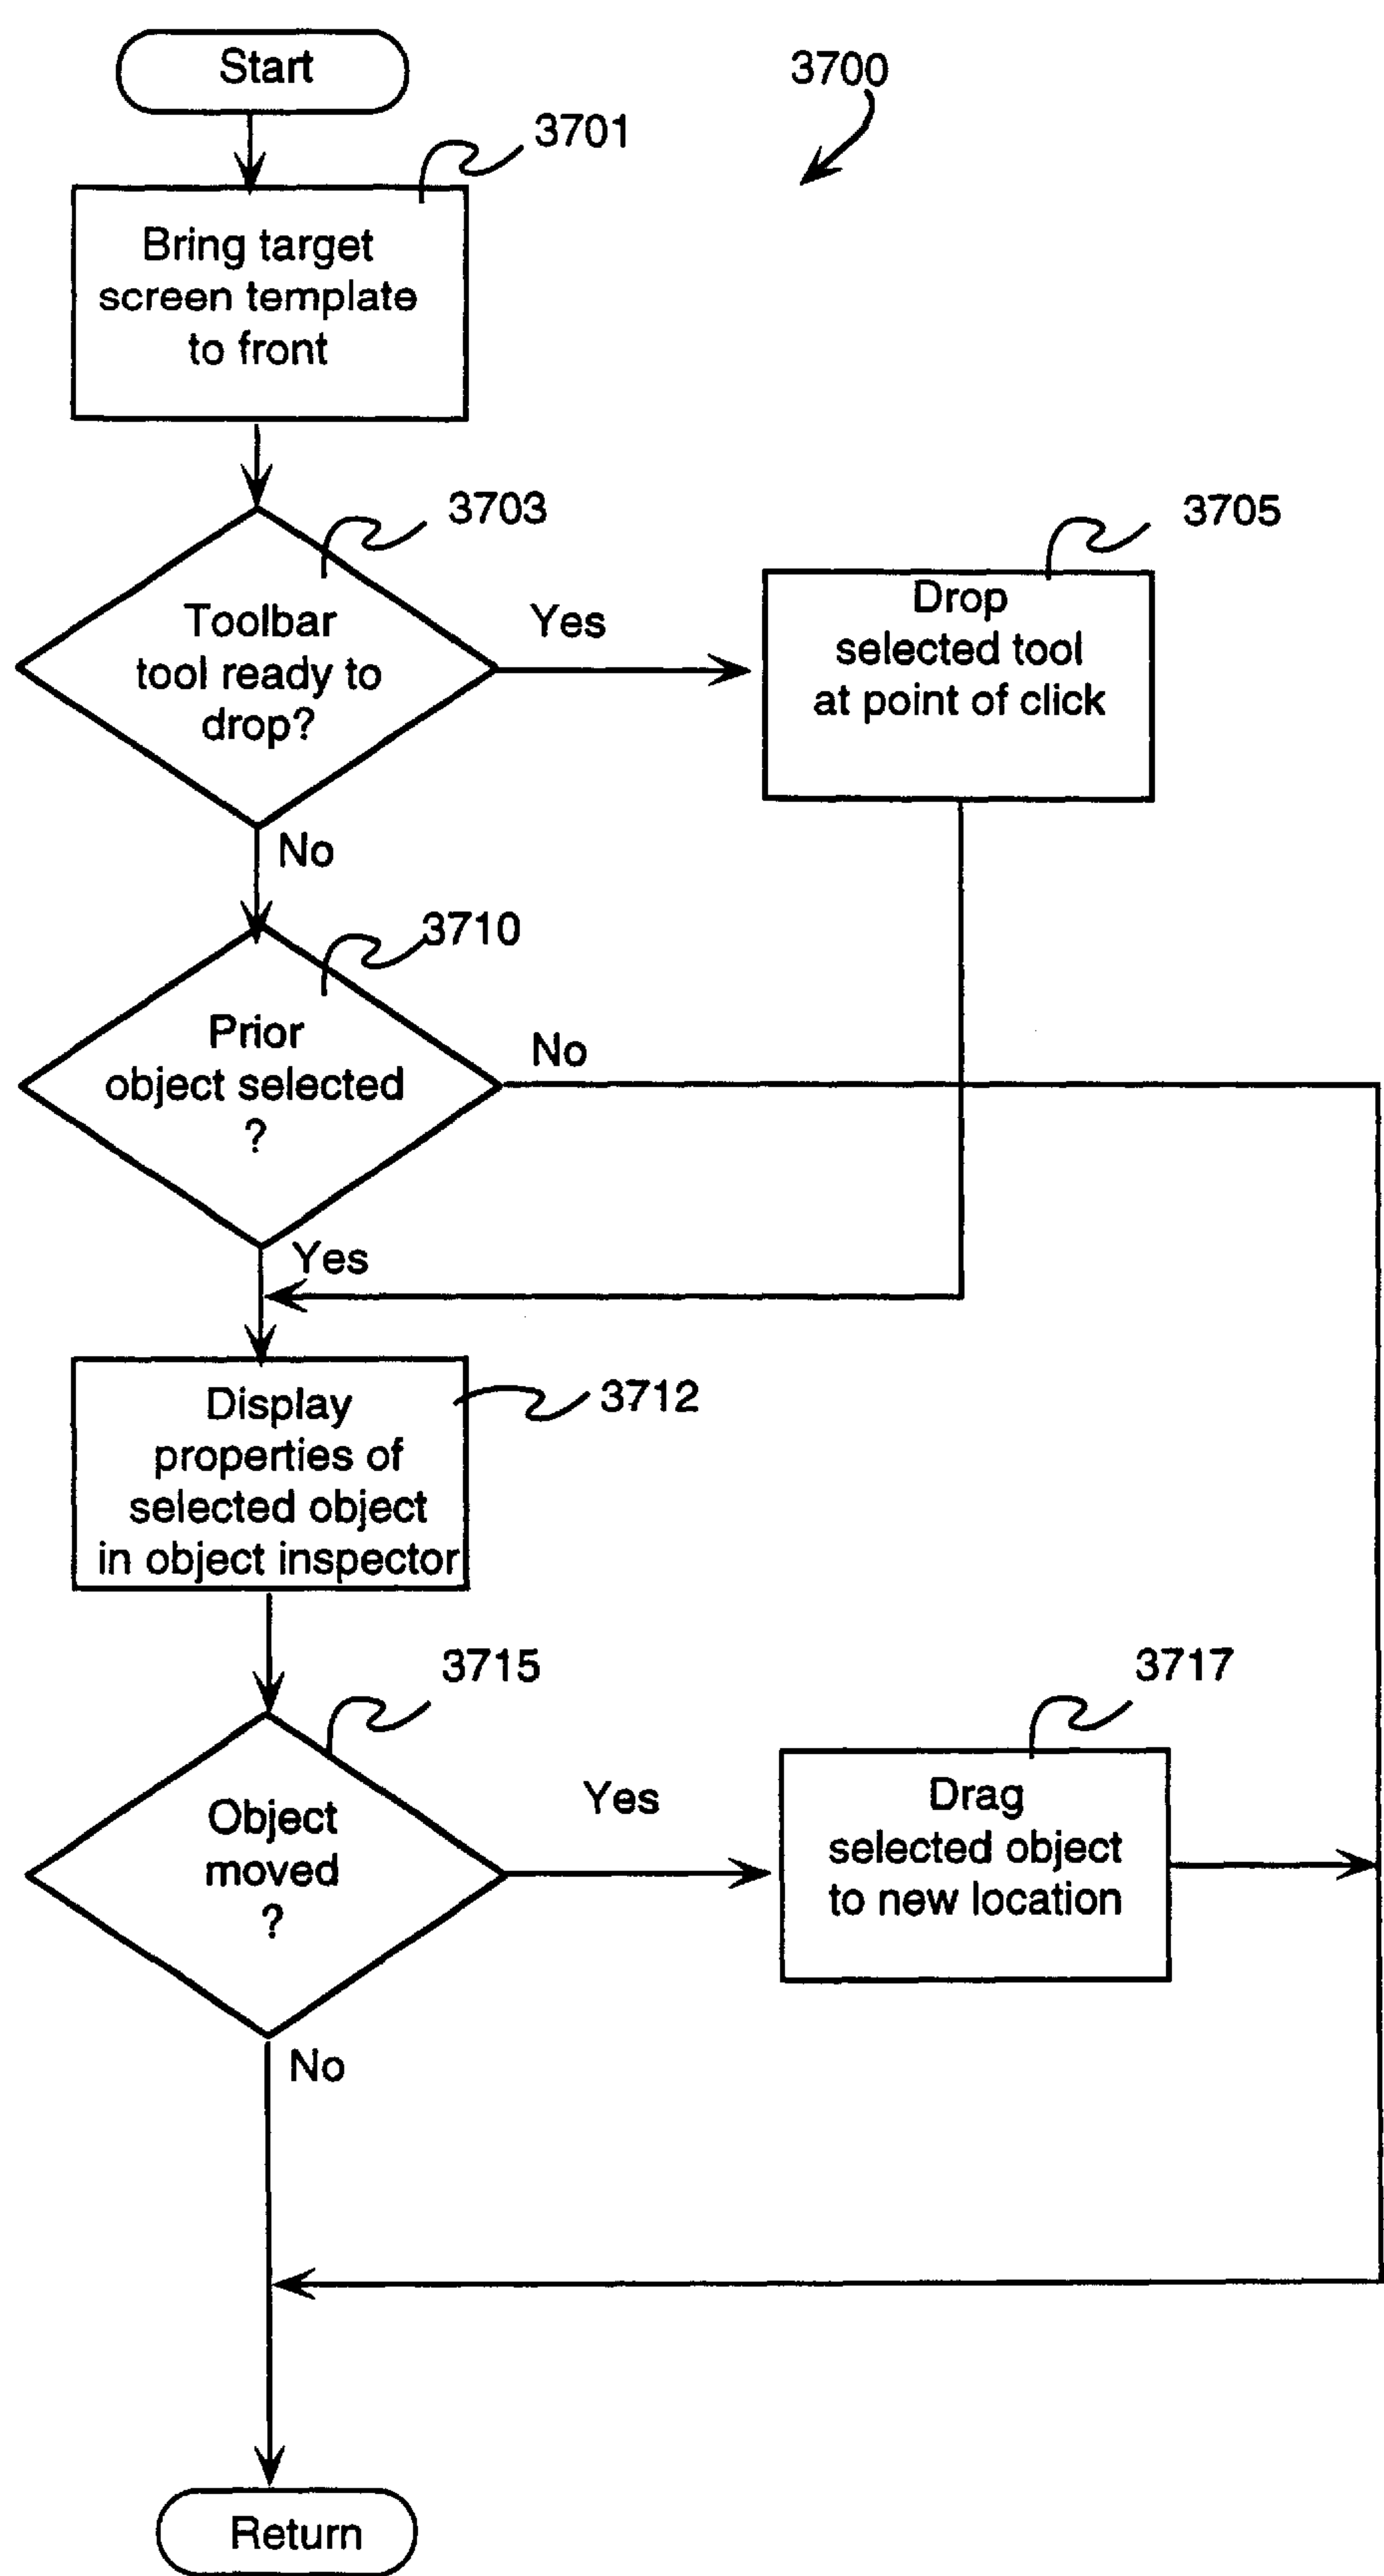 Start
3700
3701
Bring target
screen template
to front
3703
3705
Toolbar
tool ready to
drop?
Yes
Drop
selected tool
at point of click
No
3710
Prior
object selected
?
No
Yes
Display
properties of
selected object
in object inspector
3712
3715
3717
Object
moved
?
Yes
Drag
selected object
to new location
No
Return